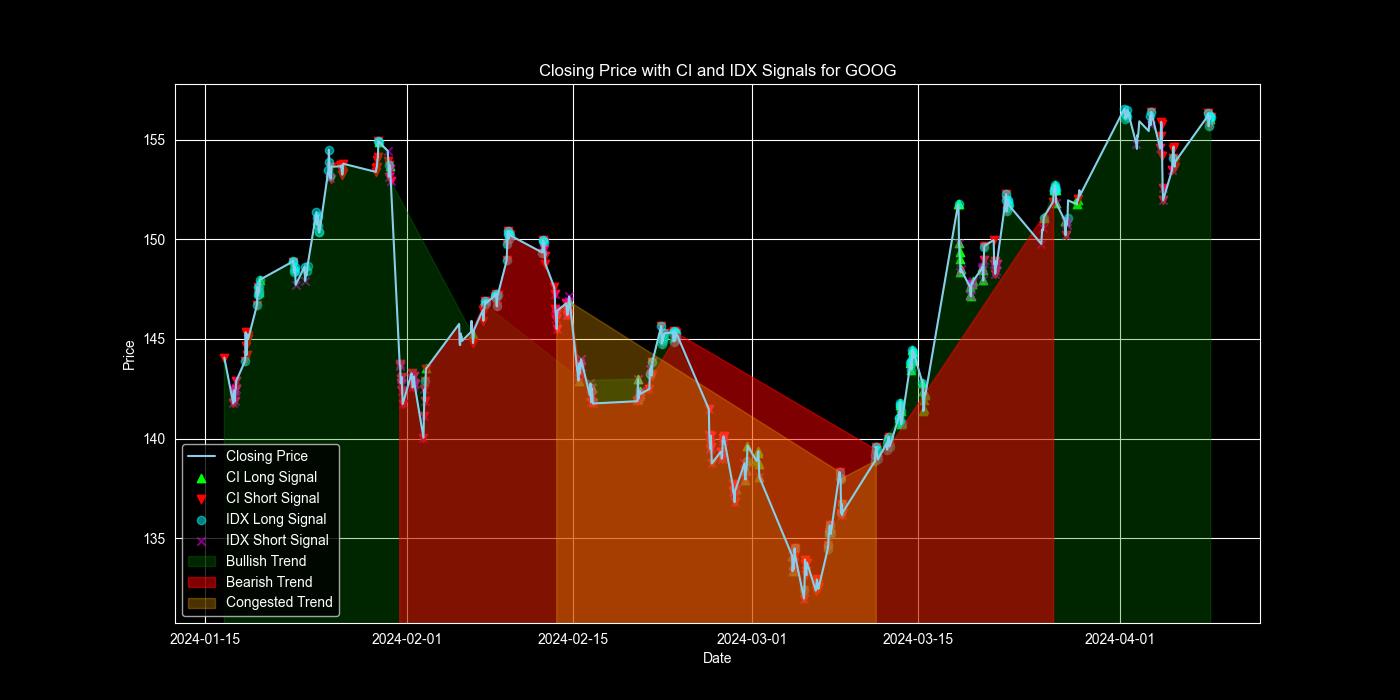 Closing Price with CI and IDX Signals for GOOG
155
150
145
140
135
Price
Closing Price
CI Long Signal
CI Short Signal
IDX Long Signal
IDX Short Signal
Bullish Trend
Bearish Trend
Congested Trend
2024-01-15 2024-02-01 2024-02-15 2024-03-01 2024-03-15 2024-04-01
Date